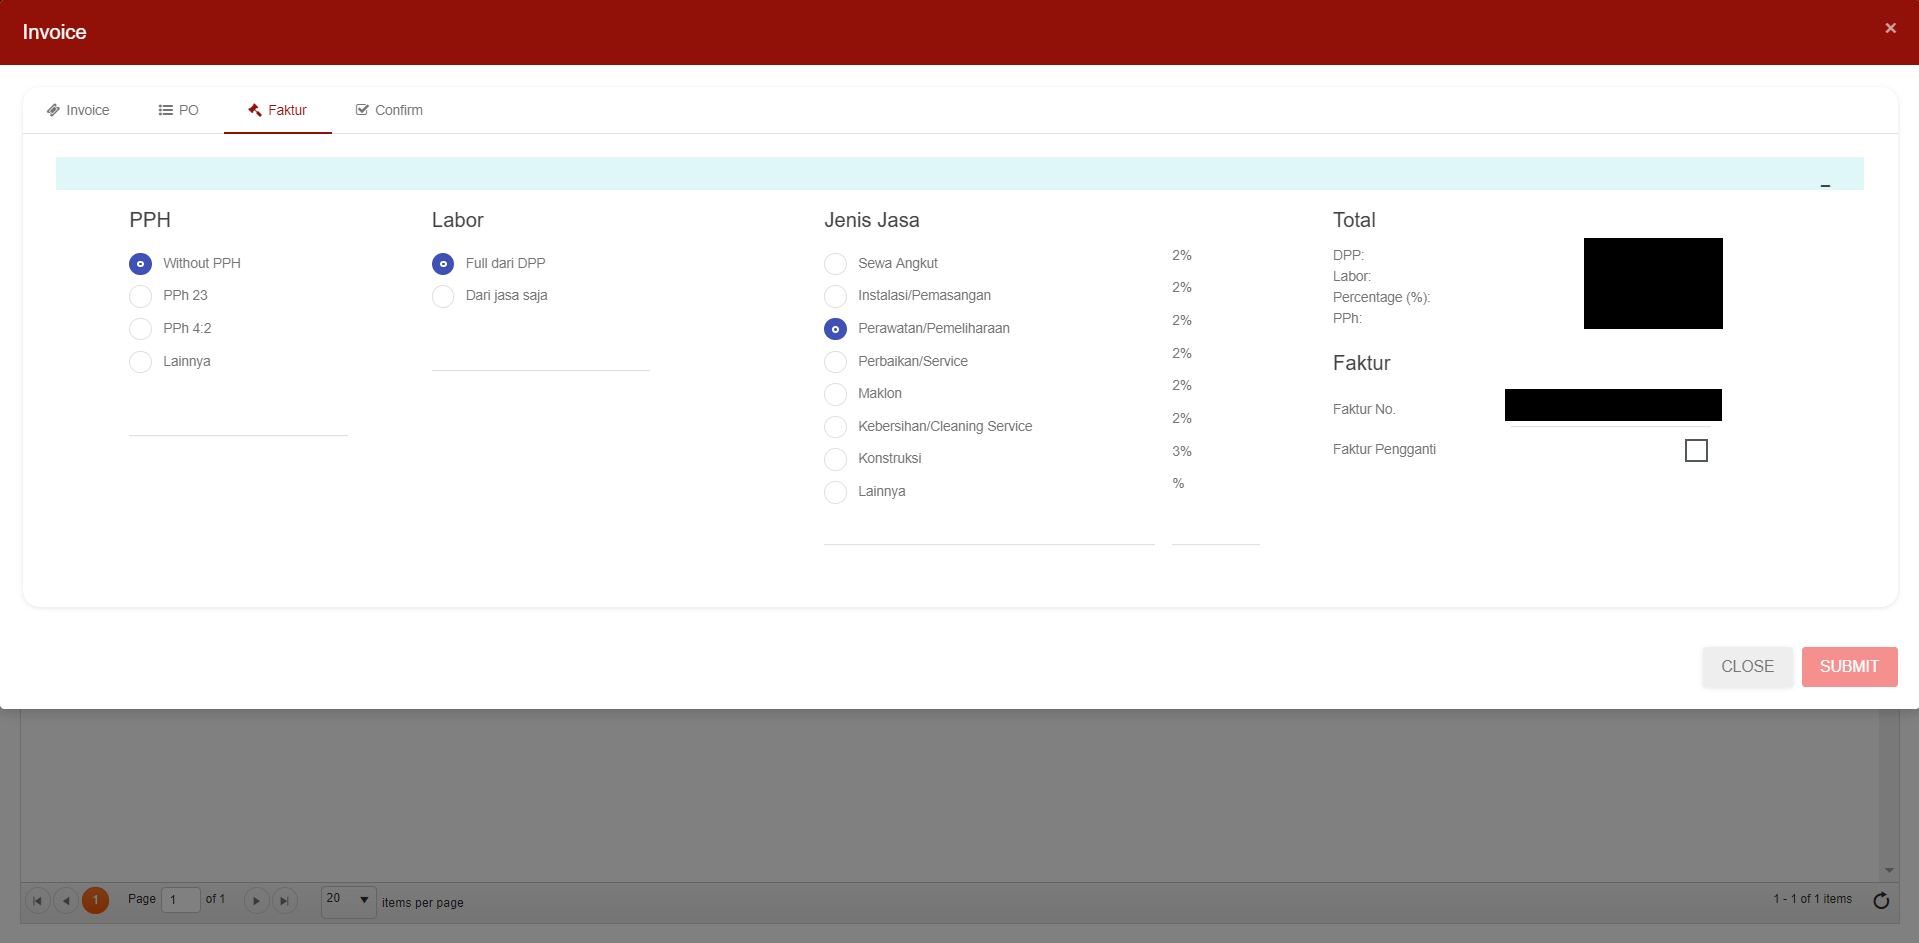 Invoice
×
Invoice
PO
Faktur
Confirm
PPH
Without PPH
PPh 23
PPh 4:2
Lainnya
Labor
Full dari DPP
Dari jasa saja
Jenis Jasa
Sewa Angkut 2%
Instalasi/Pemasangan 2%
Perawatan/Pemeliharaan 2%
Perbaikan/Service 2%
Maklon 2%
Kebersihan/Cleaning Service 2%
Konstruksi 3%
Lainnya %
Total
DPP:
Labor:
Percentage (%):
PPh:
Faktur
Faktur No.
Faktur Pengganti
CLOSE
SUBMIT
1 Page 1 of 1 20 items per page 1 - 1 of 1 items